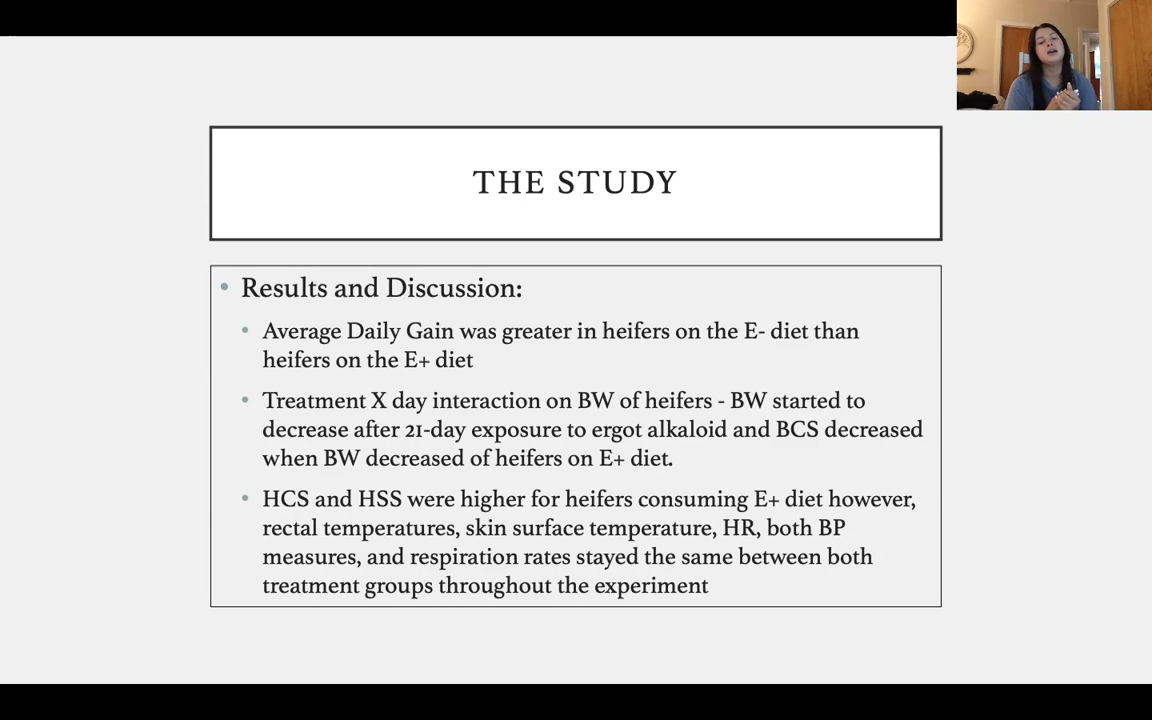 THE STUDY
Results and Discussion:
Average Daily Gain was greater in heifers on the E- diet than
heifers on the E+ diet
Treatment X day interaction on BW of heifers - BW started to
decrease after 21-day exposure to ergot alkaloid and BCS decreased
when BW decreased of heifers on E+ diet.
HCS and HSS were higher for heifers consuming E+ diet however,
rectal temperatures, skin surface temperature, HR, both BP
measures, and respiration rates stayed the same between both
treatment groups throughout the experiment